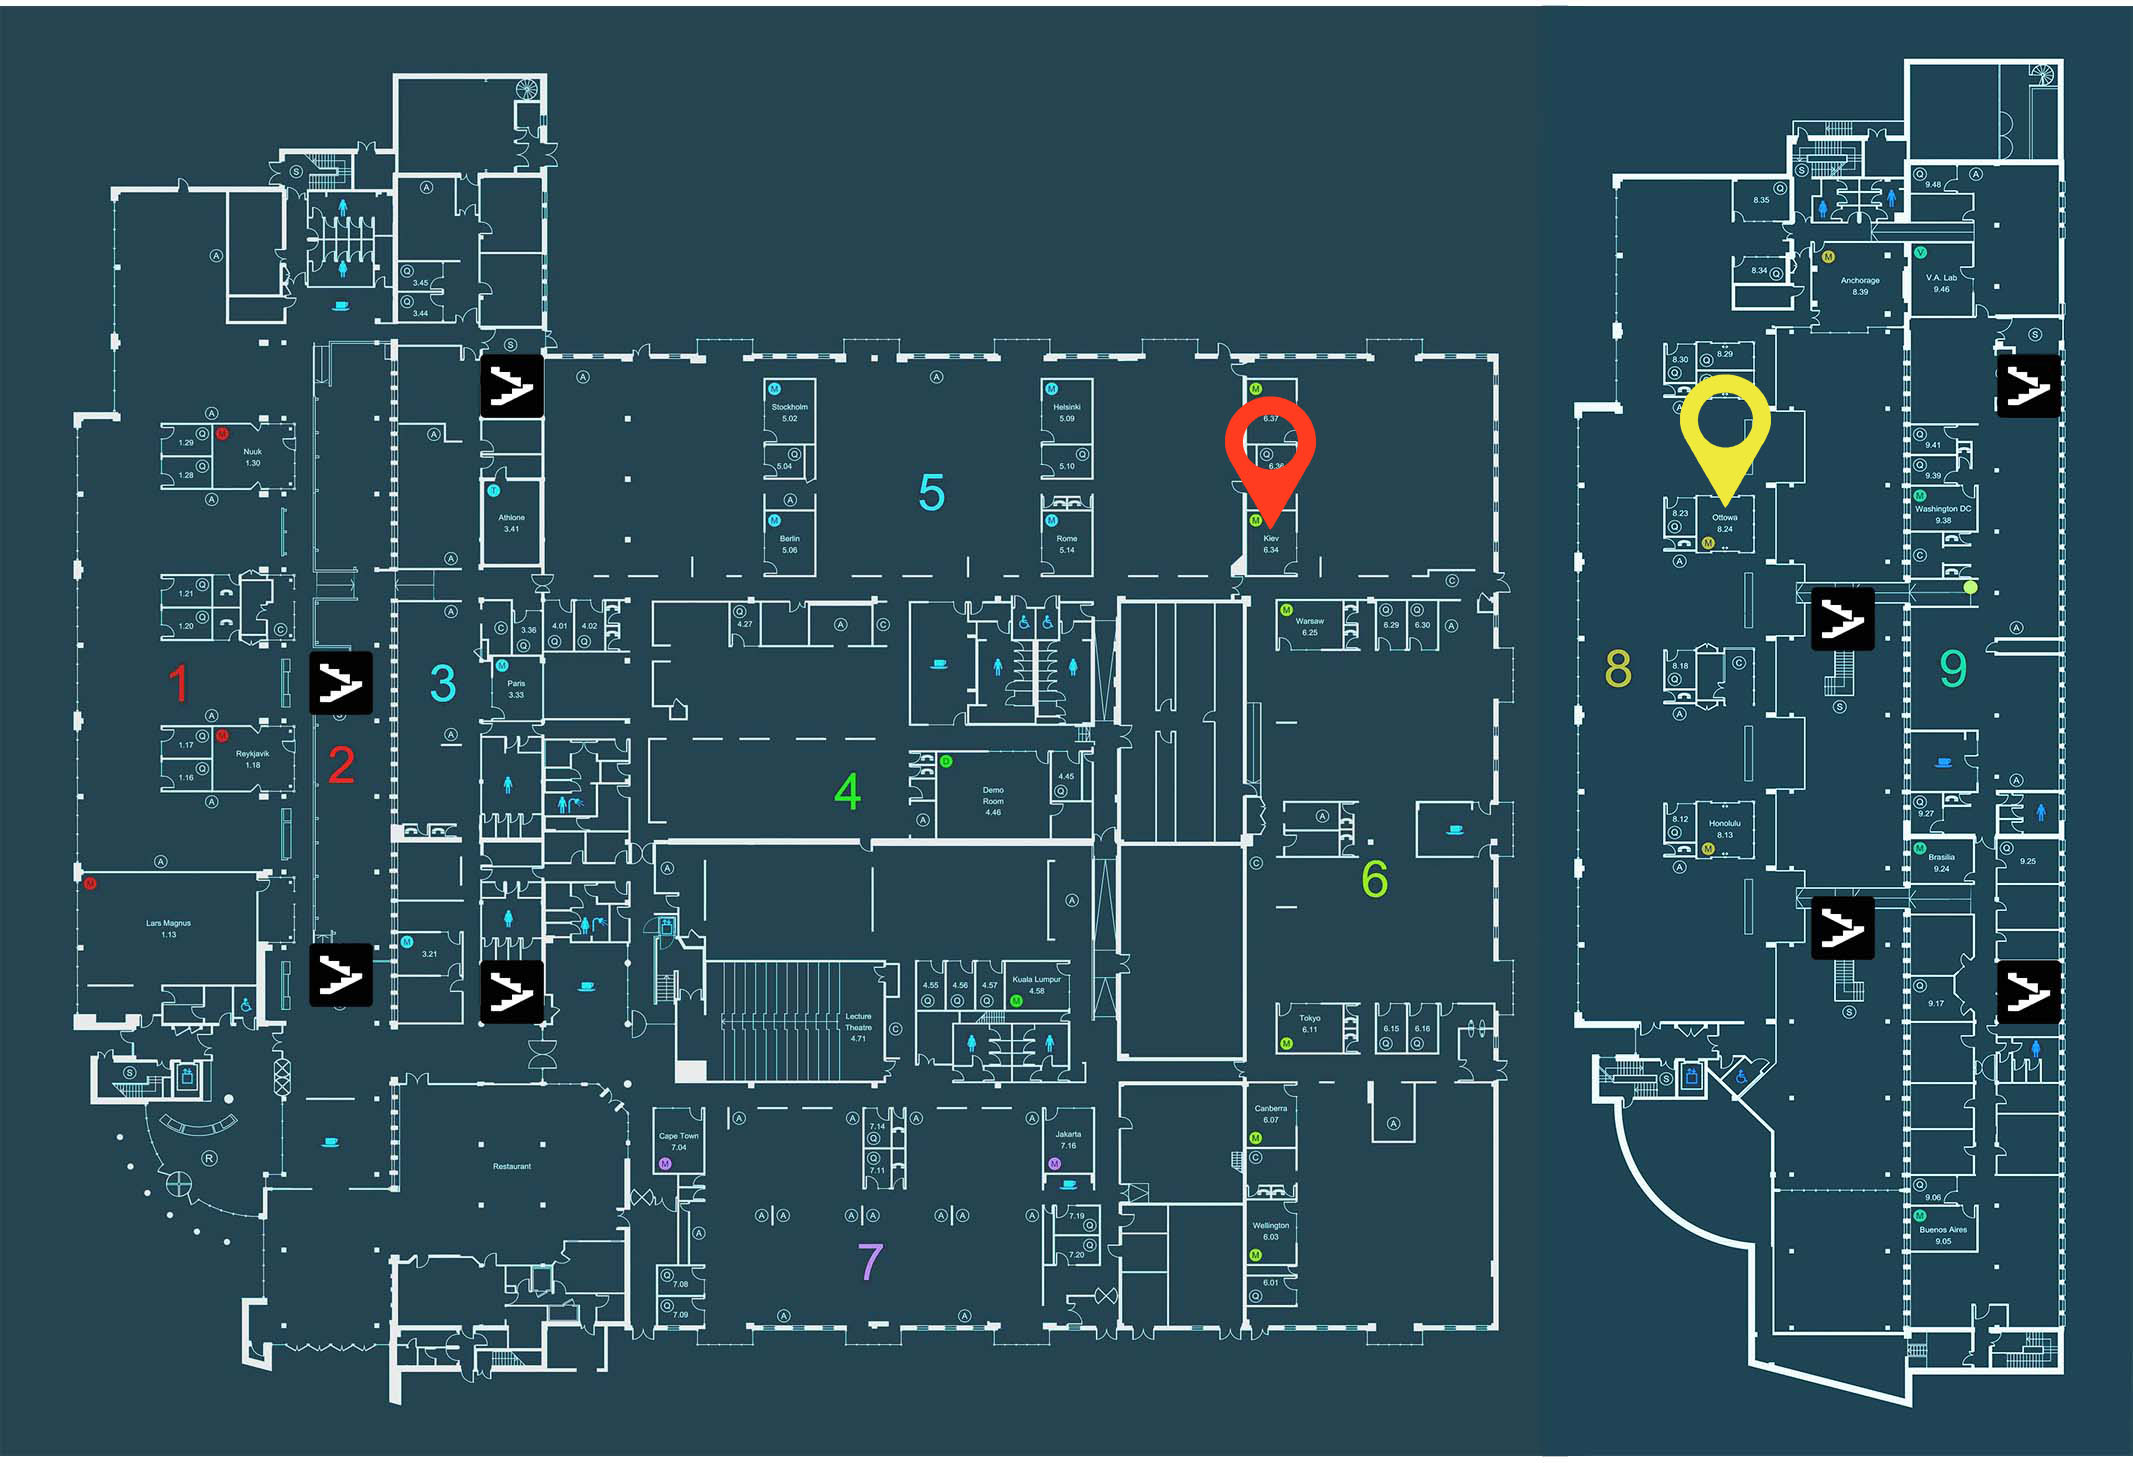 S
A
A
Q
3.45
Q
3.44
S
A
A
1.29
Q
M
Nuuk
1.30
1.28
Q
A
A
T
Athlone
3.41
A
1.21
Q
1.20
Q
C
A
C
3.36
Q
4.01
Q
4.02
Q
M
Paris
3.33
1
2
3
A
A
1.17
Q
M
Reykjavik
1.18
1.16
Q
A
A
M
Lars Magnus
1.13
M
3.21
S
R
Restaurant
A
M
Stockholm
5.02
5.04
Q
A
M
Berlin
5.06
A
5
M
Helsinki
5.09
5.10
Q
M
Rome
5.14
M
6.37
Q
6.36
M
Kiev
6.34
C
Q
4.27
A
C
4
D
Demo
Room
4.46
4.45
Q
A
A
A
Lecture
Theatre
4.71
C
4.55
Q
4.56
Q
4.57
Q
Kuala Lumpur
4.58
M
M
Warsaw
6.25
6.29
Q
6.30
Q
A
A
C
6
Tokyo
6.11
M
6.15
Q
6.16
Q
Cape Town
7.04
M
A
A
7.14
Q
Q
7.11
A
A
Jakarta
7.16
M
A
A
A
A
A
A
A
A
7.19
Q
Q
7.20
7
Q
7.08
Q
7.09
A
A
Canberra
6.07
M
C
Wellington
6.03
M
6.01
Q
A
S
Q
8.35
8.34
Q
M
Anchorage
8.39
Q
9.48
A
V
V.A. Lab
9.46
S
8.30
Q
8.29
Q
A
8.23
Q
Ottowa
8.24
M
A
Q
9.41
Q
9.39
M
Washington DC
9.38
C
A
8
8.18
Q
C
A
S
9
A
8.12
Q
Honolulu
8.13
M
A
Q
9.27
M
Brasilia
9.24
Q
9.25
Q
9.17
S
S
Q
9.06
M
Buenos Aires
9.05